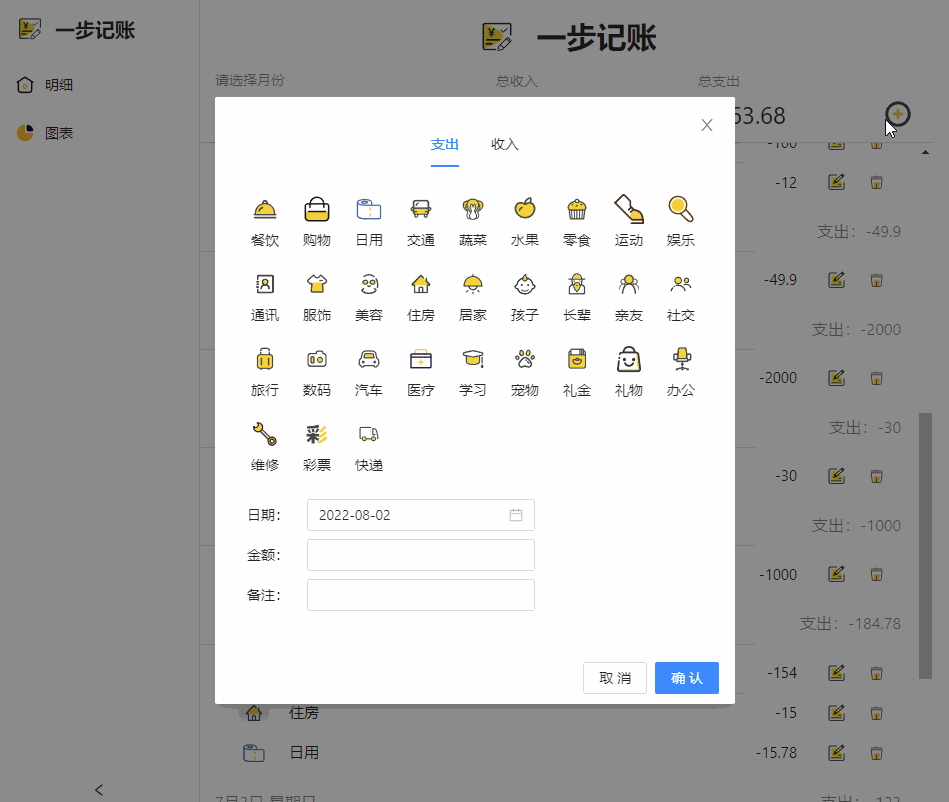 一步记账
明细
图表
一步记账
请选择月份 总收入 总支出
53.68
-100
-12
支出：-49.9
-49.9
支出：-2000
-2000
支出：-30
-30
支出：-1000
-1000
支出：-184.78
-154
住房 -15
日用 -15.78
支出 收入
餐饮 购物 日用 交通 蔬菜 水果 零食 运动 娱乐
通讯 服饰 美容 住房 居家 孩子 长辈 亲友 社交
旅行 数码 汽车 医疗 学习 宠物 礼金 礼物 办公
维修 彩票 快递
日期： 2022-08-02
金额：
备注：
取 消 确 认